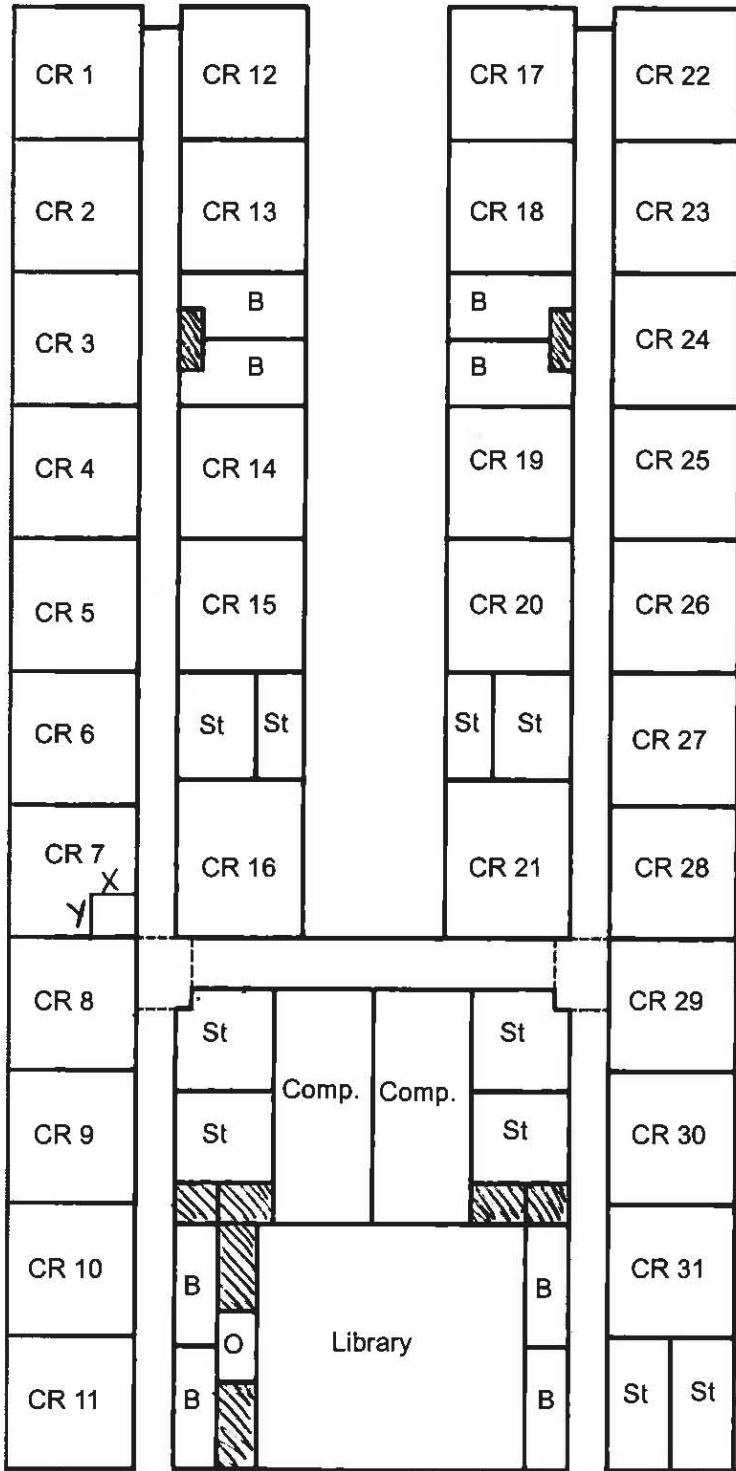 CR 1
CR 12
CR 17
CR 22
CR 2
CR 13
CR 18
CR 23
B
B
CR 3
CR 24
B
B
CR 4
CR 14
CR 19
CR 25
CR 5
CR 15
CR 20
CR 26
CR 6
St
St
St
St
CR 27
CR 7
X
Y
CR 16
CR 21
CR 28
CR 8
St
St
CR 29
Comp.
Comp.
CR 9
St
St
CR 30
CR 10
B
B
CR 31
O
Library
CR 11
B
B
St
St